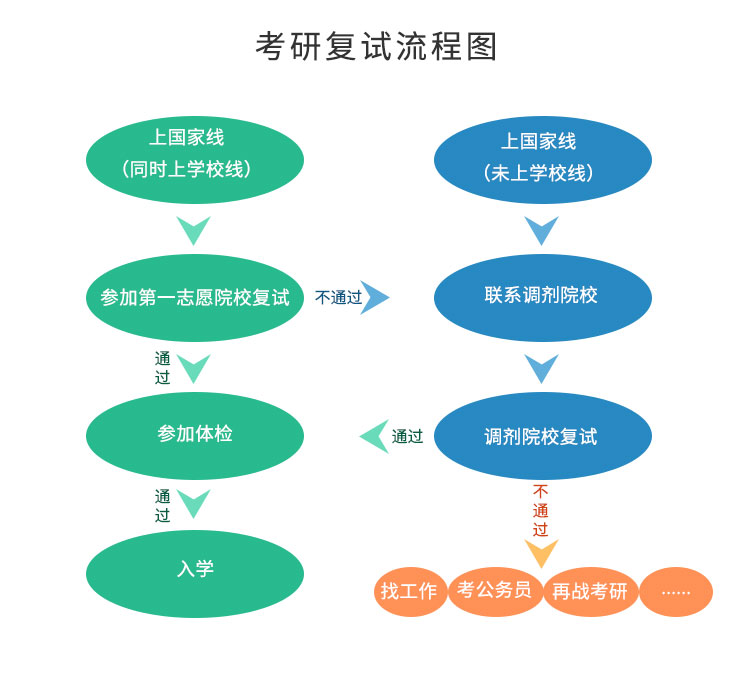 考研复试流程图
上国家线
（同时上学校线）
上国家线
（未上学校线）
参加第一志愿院校复试
不通过
联系调剂院校
通
过
参加体检
通过
调剂院校复试
通
过
不
通
过
入学
找工作
考公务员
再战考研
······